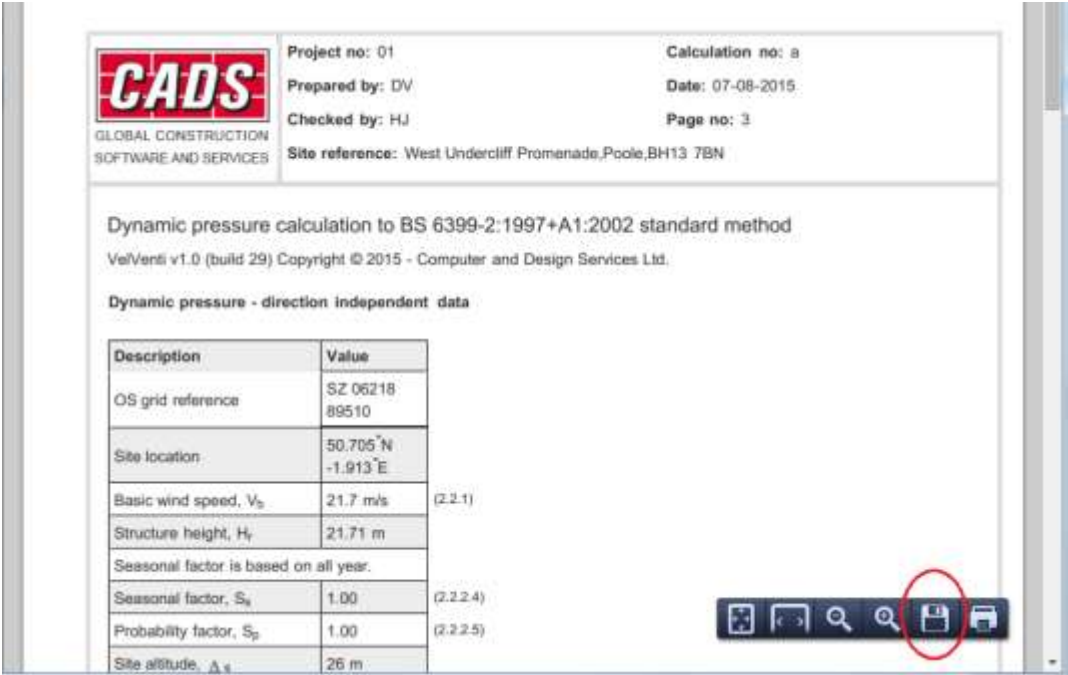 CADS
GLOBAL CONSTRUCTION
SOFTWARE AND SERVICES
Project no: 01
Calculation no: a
Prepared by: DV
Date: 07-08-2015
Checked by: HJ
Page no: 3
Site reference: West Undercliff Promenade,Poole,BH13 7BN
Dynamic pressure calculation to BS 6399-2:1997+A1:2002 standard method
VelVenti v1.0 (build 29) Copyright © 2015 - Computer and Design Services Ltd.
Dynamic pressure - direction independent data
Description Value
OS grid reference SZ 06218
89510
Site location 50.705°N
-1.913°E
Basic wind speed, Vb 21.7 m/s (2.2.1)
Structure height, Hr 21.71 m
Seasonal factor is based on all year.
Seasonal factor, Ss 1.00 (2.2.2.4)
Probability factor, Sp 1.00 (2.2.2.5)
Site altitude, Δs 26 m